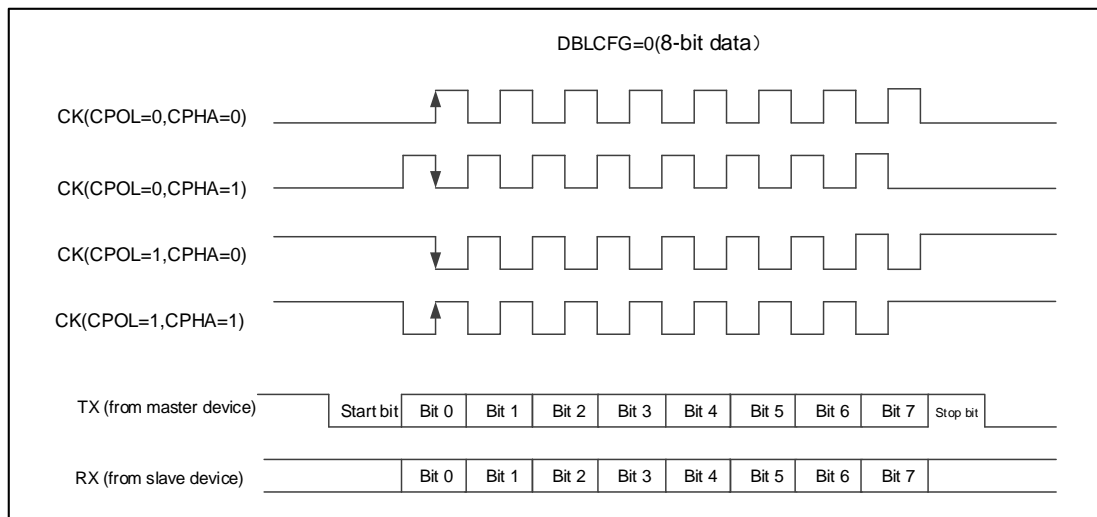 DBLCFG=0(8-bit data）
CK(CPOL=0,CPHA=0)
CK(CPOL=0,CPHA=1)
CK(CPOL=1,CPHA=0)
CK(CPOL=1,CPHA=1)
TX (from master device) Start bit Bit 0 Bit 1 Bit 2 Bit 3 Bit 4 Bit 5 Bit 6 Bit 7 Stop bit
RX (from slave device) Bit 0 Bit 1 Bit 2 Bit 3 Bit 4 Bit 5 Bit 6 Bit 7